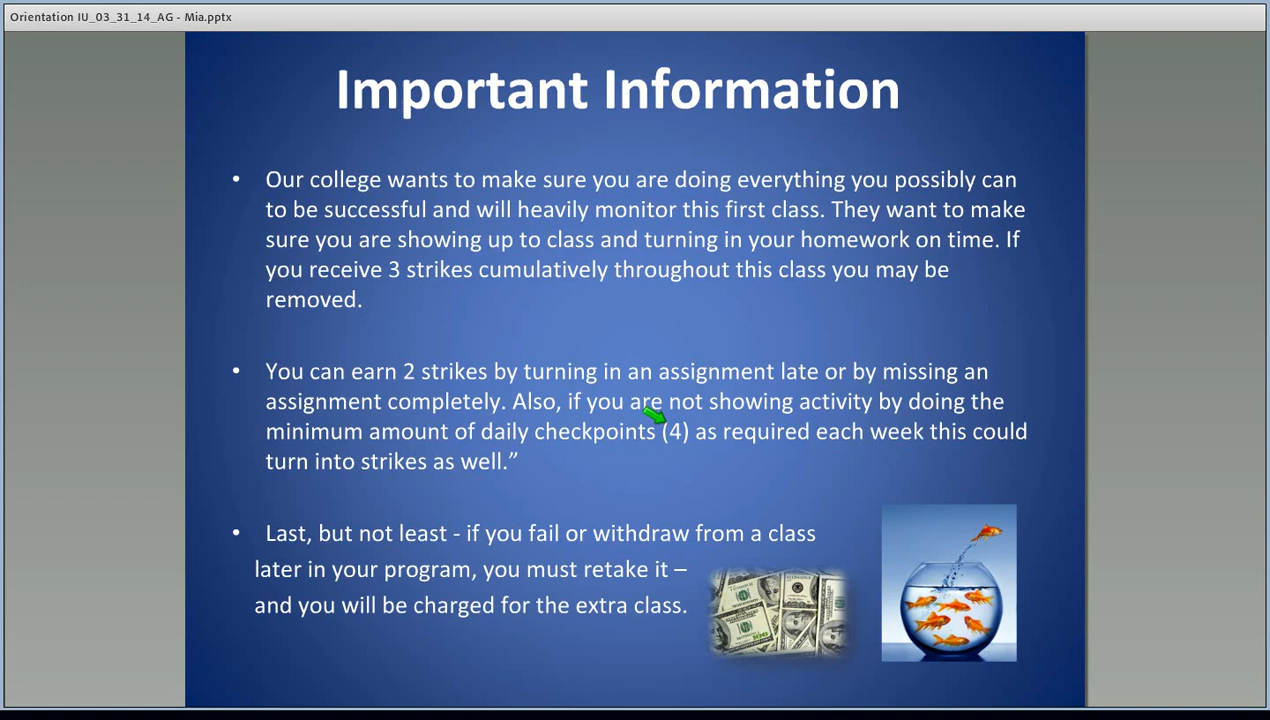 Orientation IU_03_31_14_AG - Mia.pptx
Important Information
• Our college wants to make sure you are doing everything you possibly can
to be successful and will heavily monitor this first class. They want to make
sure you are showing up to class and turning in your homework on time. If
you receive 3 strikes cumulatively throughout this class you may be
removed.
• You can earn 2 strikes by turning in an assignment late or by missing an
assignment completely. Also, if you are not showing activity by doing the
minimum amount of daily checkpoints (4) as required each week this could
turn into strikes as well.”
• Last, but not least - if you fail or withdraw from a class
later in your program, you must retake it –
and you will be charged for the extra class.